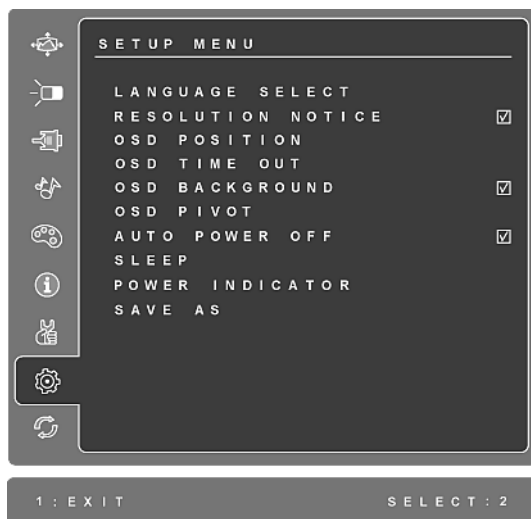 SETUP MENU
LANGUAGE SELECT
RESOLUTION NOTICE
OSD POSITION
OSD TIME OUT
OSD BACKGROUND
OSD PIVOT
AUTO POWER OFF
SLEEP
POWER INDICATOR
SAVE AS
1:EXIT SELECT:2